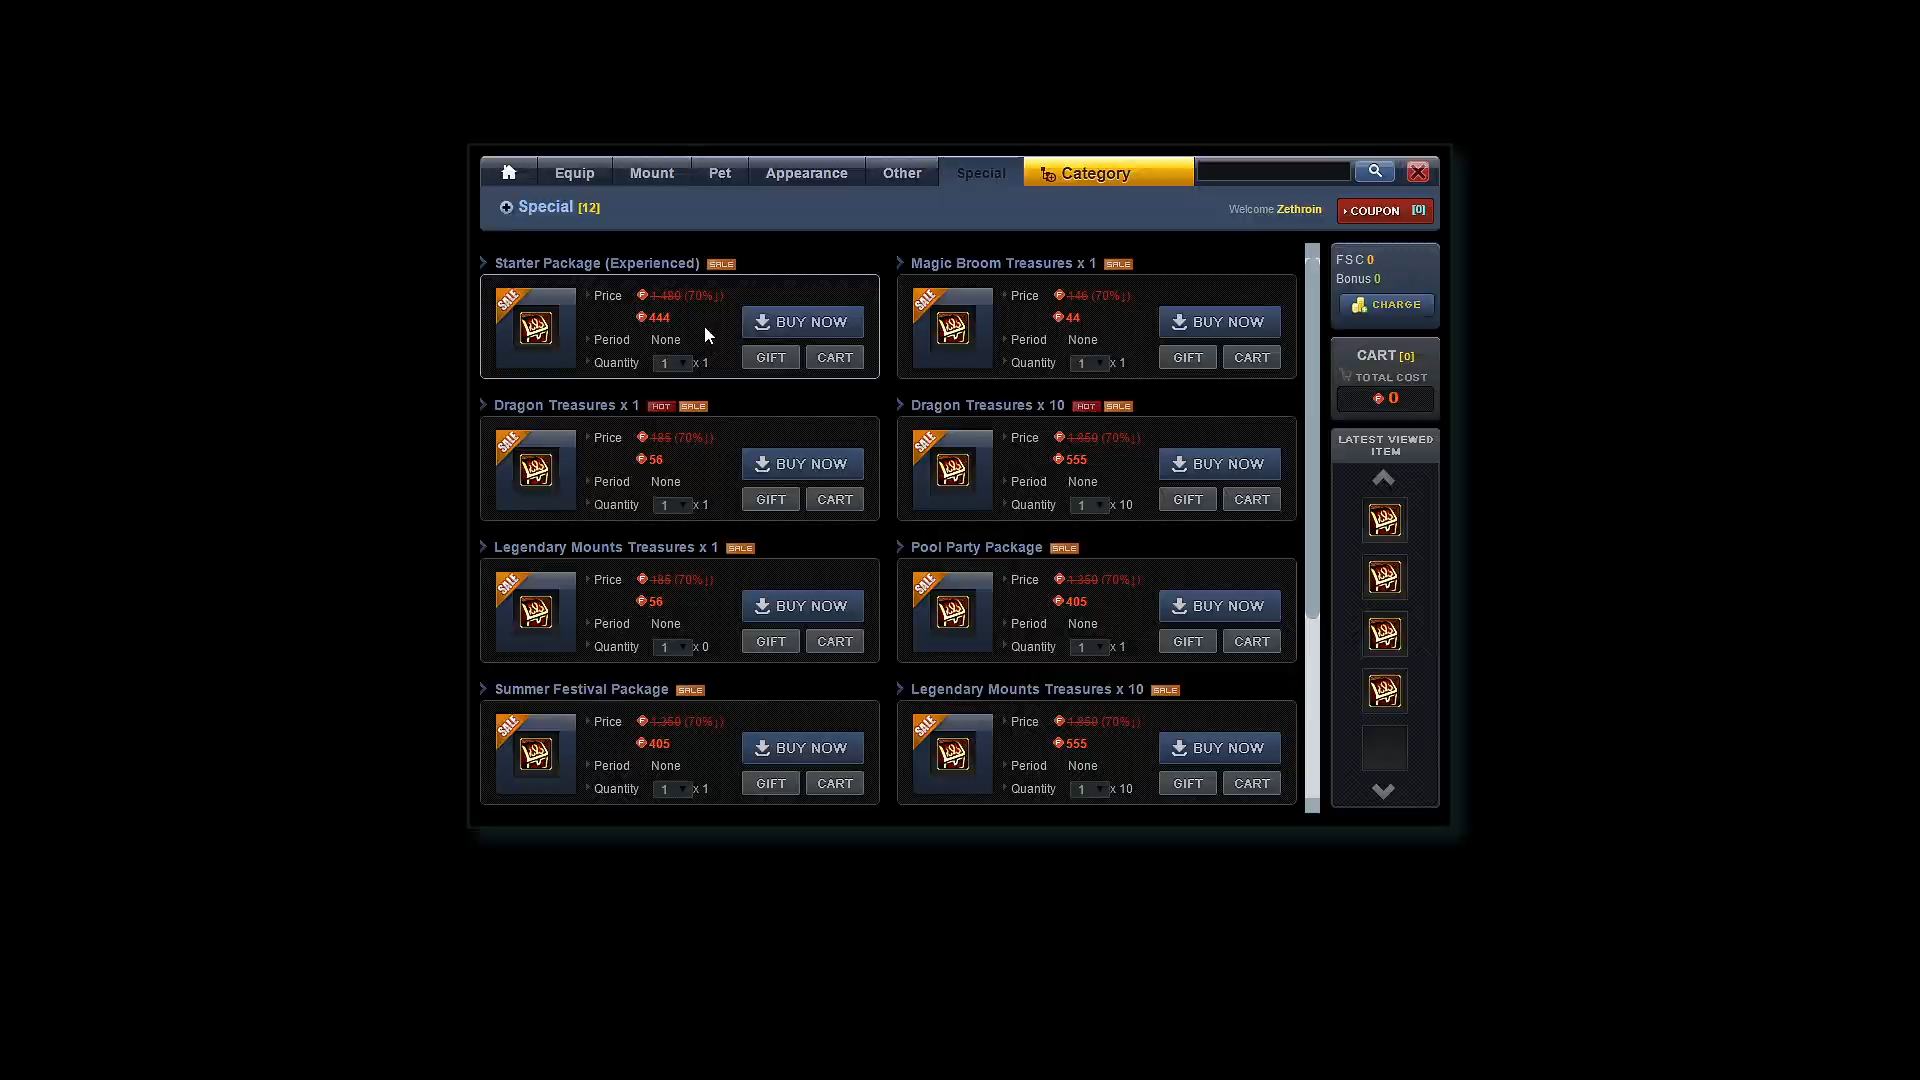 Equip Mount Pet Appearance Other Special Category
Special [12]
Welcome Zethroin
COUPON [0]
Starter Package (Experienced) SALE
SALE
Price 1.480 (70%↓)
444
Period None
Quantity 1 x 1
BUY NOW
GIFT CART
Magic Broom Treasures x 1 SALE
SALE
Price 146 (70%↓)
44
Period None
Quantity 1 x 1
BUY NOW
GIFT CART
Dragon Treasures x 1 HOT SALE
SALE
Price 185 (70%↓)
56
Period None
Quantity 1 x 1
BUY NOW
GIFT CART
Dragon Treasures x 10 HOT SALE
SALE
Price 1.850 (70%↓)
555
Period None
Quantity 1 x 10
BUY NOW
GIFT CART
Legendary Mounts Treasures x 1 SALE
SALE
Price 185 (70%↓)
56
Period None
Quantity 1 x 0
BUY NOW
GIFT CART
Pool Party Package SALE
SALE
Price 1.350 (70%↓)
405
Period None
Quantity 1 x 1
BUY NOW
GIFT CART
Summer Festival Package SALE
SALE
Price 1.350 (70%↓)
405
Period None
Quantity 1 x 1
BUY NOW
GIFT CART
Legendary Mounts Treasures x 10 SALE
SALE
Price 1.850 (70%↓)
555
Period None
Quantity 1 x 10
BUY NOW
GIFT CART
FSC 0
Bonus 0
CHARGE
CART [0]
TOTAL COST
0
LATEST VIEWED
ITEM